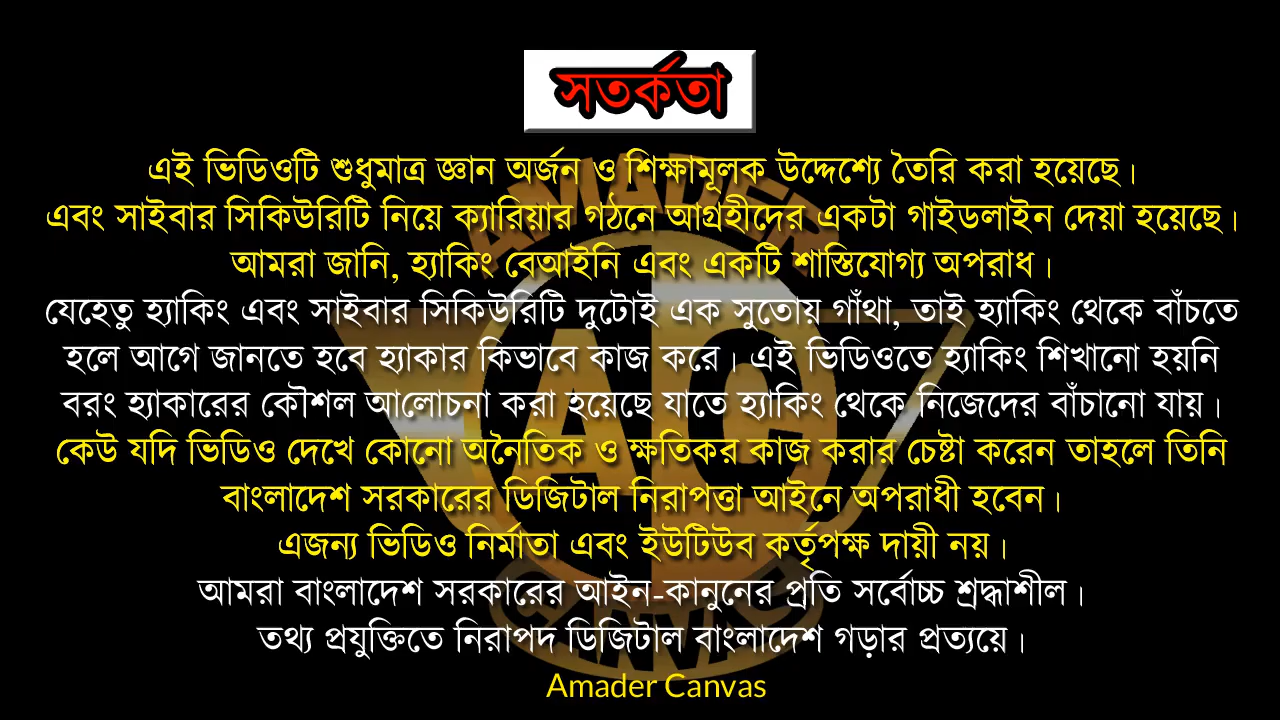 সতর্কতা
এই ভিডিওটি শুধুমাত্র জ্ঞান অর্জন ও শিক্ষামূলক উদ্দেশ্যে তৈরি করা হয়েছে।
এবং সাইবার সিকিউরিটি নিয়ে ক্যারিয়ার গঠনে আগ্রহীদের একটা গাইডলাইন দেয়া হয়েছে।
আমরা জানি, হ্যাকিং বেআইনি এবং একটি শাস্তিযোগ্য অপরাধ।
যেহেতু হ্যাকিং এবং সাইবার সিকিউরিটি দুটোই এক সুতোয় গাঁথা, তাই হ্যাকিং থেকে বাঁচতে
হলে আগে জানতে হবে হ্যাকার কিভাবে কাজ করে। এই ভিডিওতে হ্যাকিং শিখানো হয়নি
বরং হ্যাকারের কৌশল আলোচনা করা হয়েছে যাতে হ্যাকিং থেকে নিজেদের বাঁচানো যায়।
কেউ যদি ভিডিও দেখে কোনো অনৈতিক ও ক্ষতিকর কাজ করার চেষ্টা করেন তাহলে তিনি
বাংলাদেশ সরকারের ডিজিটাল নিরাপত্তা আইনে অপরাধী হবেন।
এজন্য ভিডিও নির্মাতা এবং ইউটিউব কর্তৃপক্ষ দায়ী নয়।
আমরা বাংলাদেশ সরকারের আইন-কানুনের প্রতি সর্বোচ্চ শ্রদ্ধাশীল।
তথ্য প্রযুক্তিতে নিরাপদ ডিজিটাল বাংলাদেশ গড়ার প্রত্যয়ে।
Amader Canvas
AMADER
AC
CANVAS